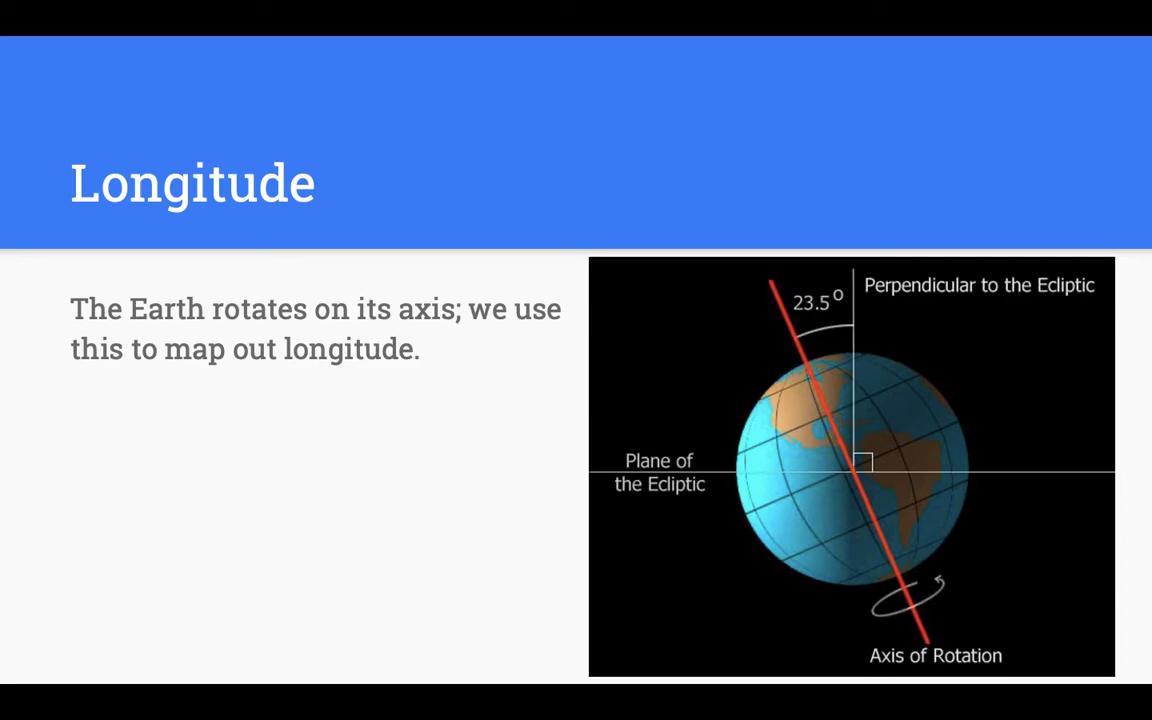 Longitude
The Earth rotates on its axis; we use
this to map out longitude.
23.5°
Perpendicular to the Ecliptic
Plane of
the Ecliptic
Axis of Rotation